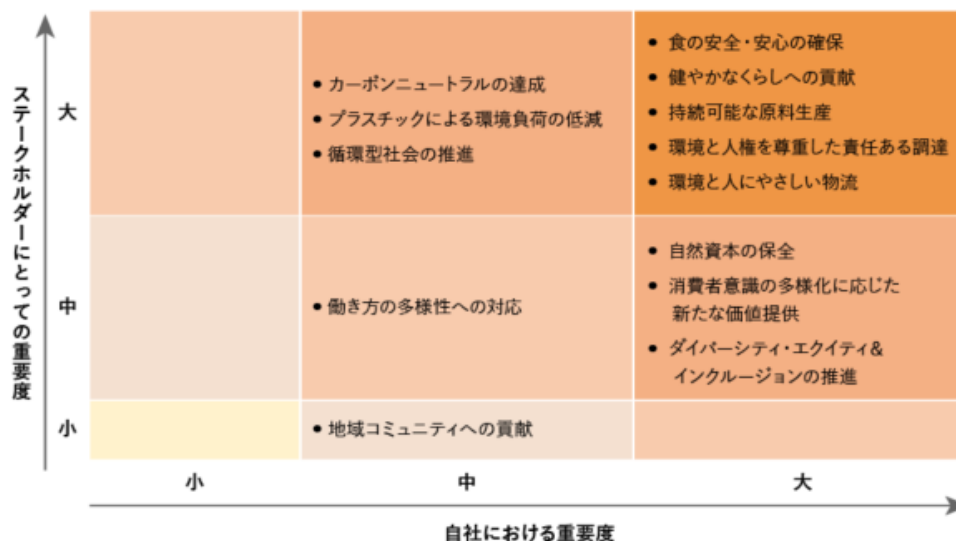 ステークホルダーにとっての重要度
大
• カーボンニュートラルの達成
• プラスチックによる環境負荷の低減
• 循環型社会の推進
• 食の安全・安心の確保
• 健やかなくらしへの貢献
• 持続可能な原料生産
• 環境と人権を尊重した責任ある調達
• 環境と人にやさしい物流
中
• 働き方の多様性への対応
• 自然資本の保全
• 消費者意識の多様化に応じた
新たな価値提供
• ダイバーシティ・エクイティ&
インクルージョンの推進
小
• 地域コミュニティへの貢献
小
中
大
自社における重要度